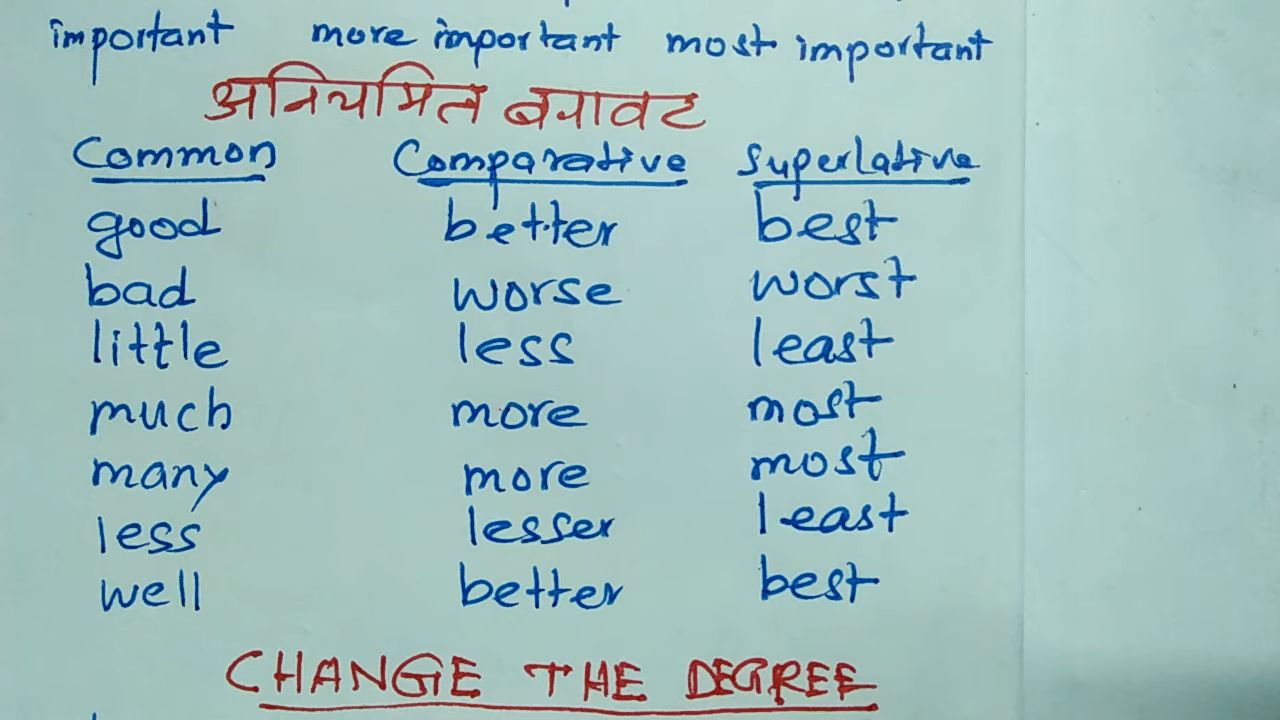 important more important most important
अनियमित बनावट
Common Comparative Superlative
good better best
bad worse worst
little less least
much more most
many more most
less lesser least
well better best
CHANGE THE DEGREE